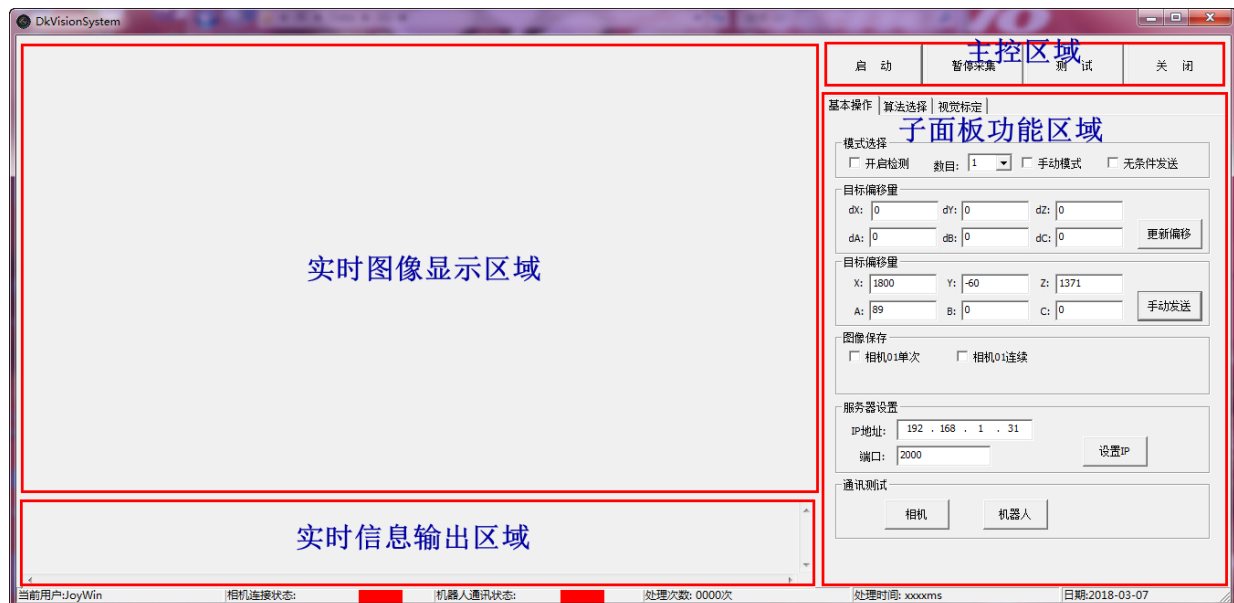 DkVisionSystem
主控区域
启 动 暂停采集 测 试 关 闭
基本操作 算法选择 视觉标定
子面板功能区域
模式选择
开启检测 数目: 1 手动模式 无条件发送
目标偏移量
dX: 0 dY: 0 dZ: 0
dA: 0 dB: 0 dC: 0 更新偏移
目标偏移量
X: 1800 Y: -60 Z: 1371
A: 89 B: 0 C: 0 手动发送
图像保存
相机01单次 相机01连续
服务器设置
IP地址: 192 . 168 . 1 . 31
端口: 2000 设置IP
通讯测试
相机 机器人
实时图像显示区域
实时信息输出区域
当前用户:JoyWin 相机连接状态: 机器人通讯状态: 处理次数: 0000次 处理时间: xxxxms 日期:2018-03-07